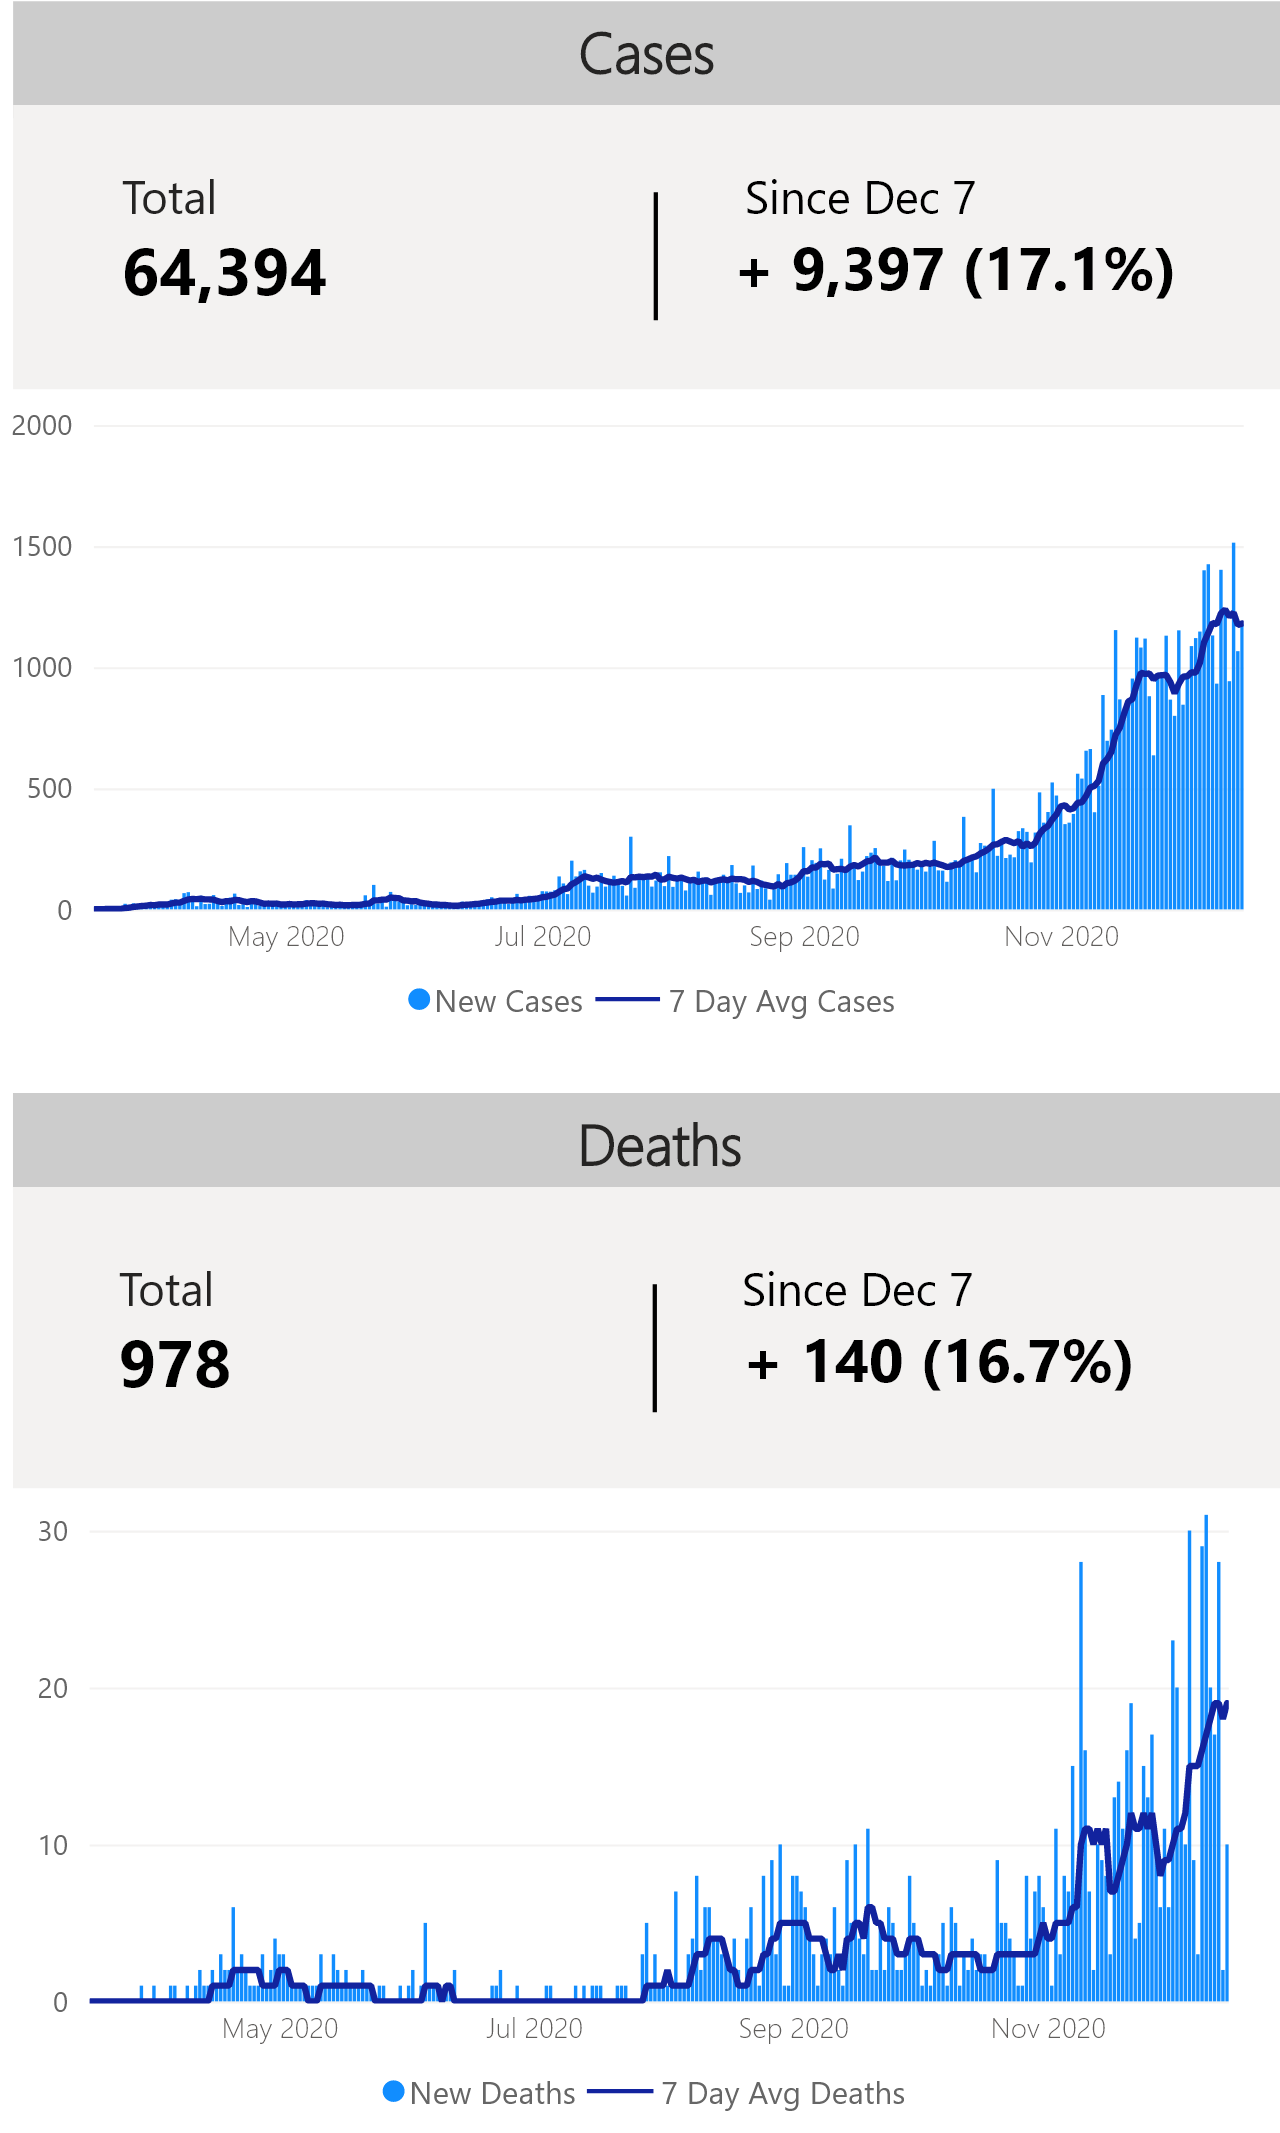 Cases
Total
64,394
Since Dec 7
+ 9,397 (17.1%)
2000
1500
1000
500
0
May 2020 Jul 2020 Sep 2020 Nov 2020
New Cases 7 Day Avg Cases
Deaths
Total
978
Since Dec 7
+ 140 (16.7%)
30
20
10
0
May 2020 Jul 2020 Sep 2020 Nov 2020
New Deaths 7 Day Avg Deaths